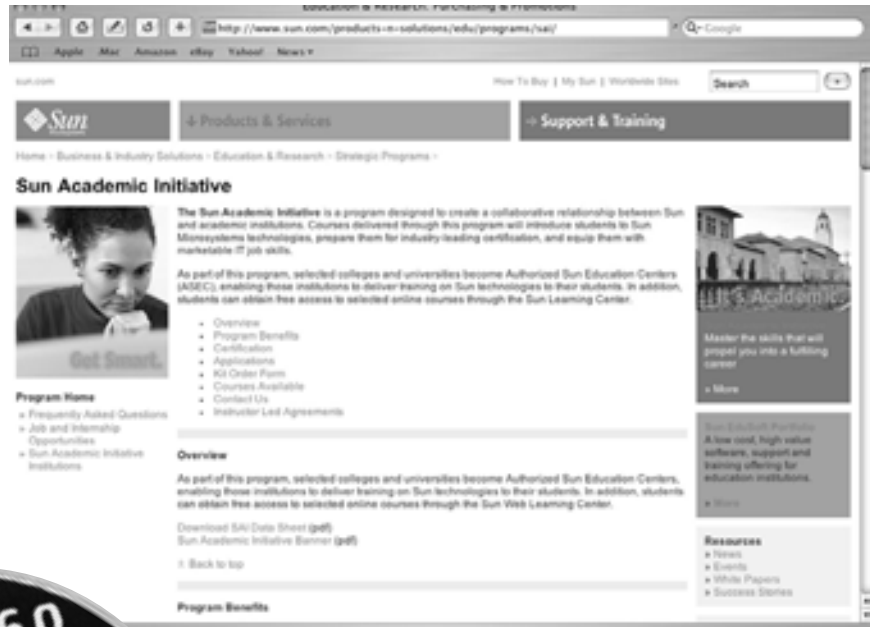 Education & Research: Purchasing & Promotions
http://www.sun.com/products-n-solutions/edu/programs/sai/
Google
Apple Mac Amazon eBay Yahoo! News
sun.com
How To Buy | My Sun | Worldwide Sites
Search
Sun
Products & Services
Support & Training
Home > Business & Industry Solutions > Education & Research > Strategic Programs >
Sun Academic Initiative
Get Smart.
Program Home
» Frequently Asked Questions
» Job and Internship
Opportunities
» Sun Academic Initiative
Institutions
The Sun Academic Initiative is a program designed to create a collaborative relationship between Sun
and academic institutions. Courses delivered through this program will introduce students to Sun
Microsystems technologies, prepare them for industry-leading certification, and equip them with
marketable IT job skills.
As part of this program, selected colleges and universities become Authorized Sun Education Centers
(ASEC), enabling those institutions to deliver training on Sun technologies to their students. In addition,
students can obtain free access to selected online courses through the Sun Learning Center.
• Overview
• Program Benefits
• Certification
• Applications
• Kit Order Form
• Courses Available
• Contact Us
• Instructor Led Agreements
Overview
As part of this program, selected colleges and universities become Authorized Sun Education Centers,
enabling those institutions to deliver training on Sun technologies to their students. In addition, students
can obtain free access to selected online courses through the Sun Web Learning Center.
Download SAI Data Sheet (pdf)
Sun Academic Initiative Banner (pdf)
Back to top
Program Benefits
It's Academic.
Master the skills that will
propel you into a fulfilling
career
» More
Sun EduSoft Portfolio
A low cost, high value
software, support and
training offering for
education institutions.
» More
Resources
» News
» Events
» White Papers
» Success Stories